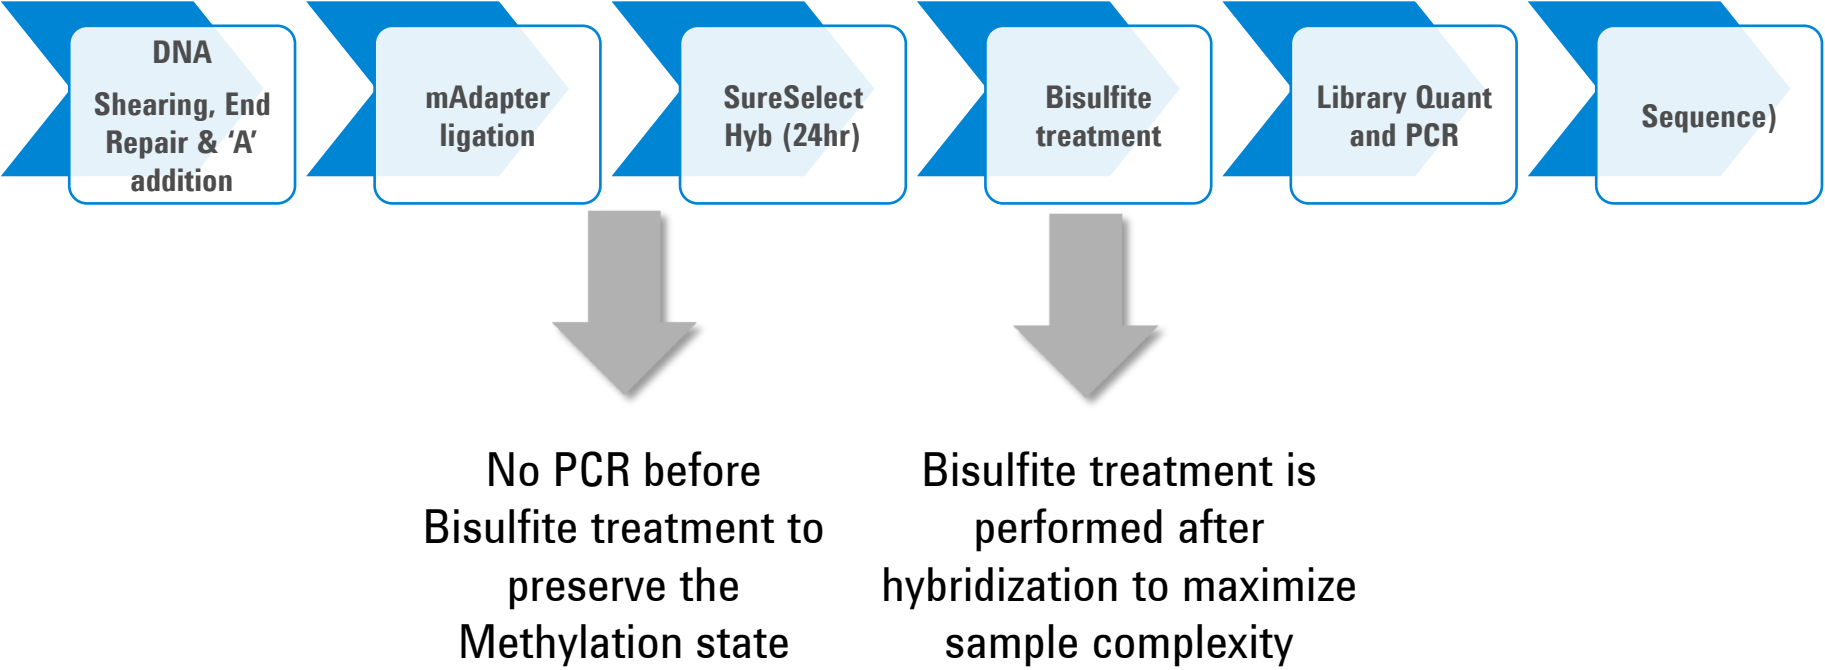 DNA
Shearing, End
Repair & ‘A’
addition
mAdapter
ligation
SureSelect
Hyb (24hr)
Bisulfite
treatment
Library Quant
and PCR
Sequence)
No PCR before
Bisulfite treatment to
preserve the
Methylation state
Bisulfite treatment is
performed after
hybridization to maximize
sample complexity